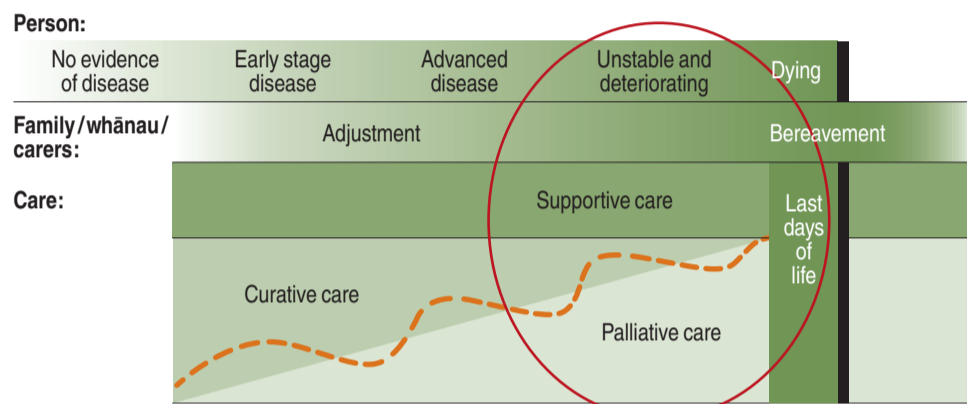 Person:
No evidence
of disease
Early stage
disease
Advanced
disease
Unstable and
deteriorating
Dying
Family/whānau/
carers:
Adjustment
Bereavement
Care:
Supportive care
Last
days
of
life
Curative care
Palliative care